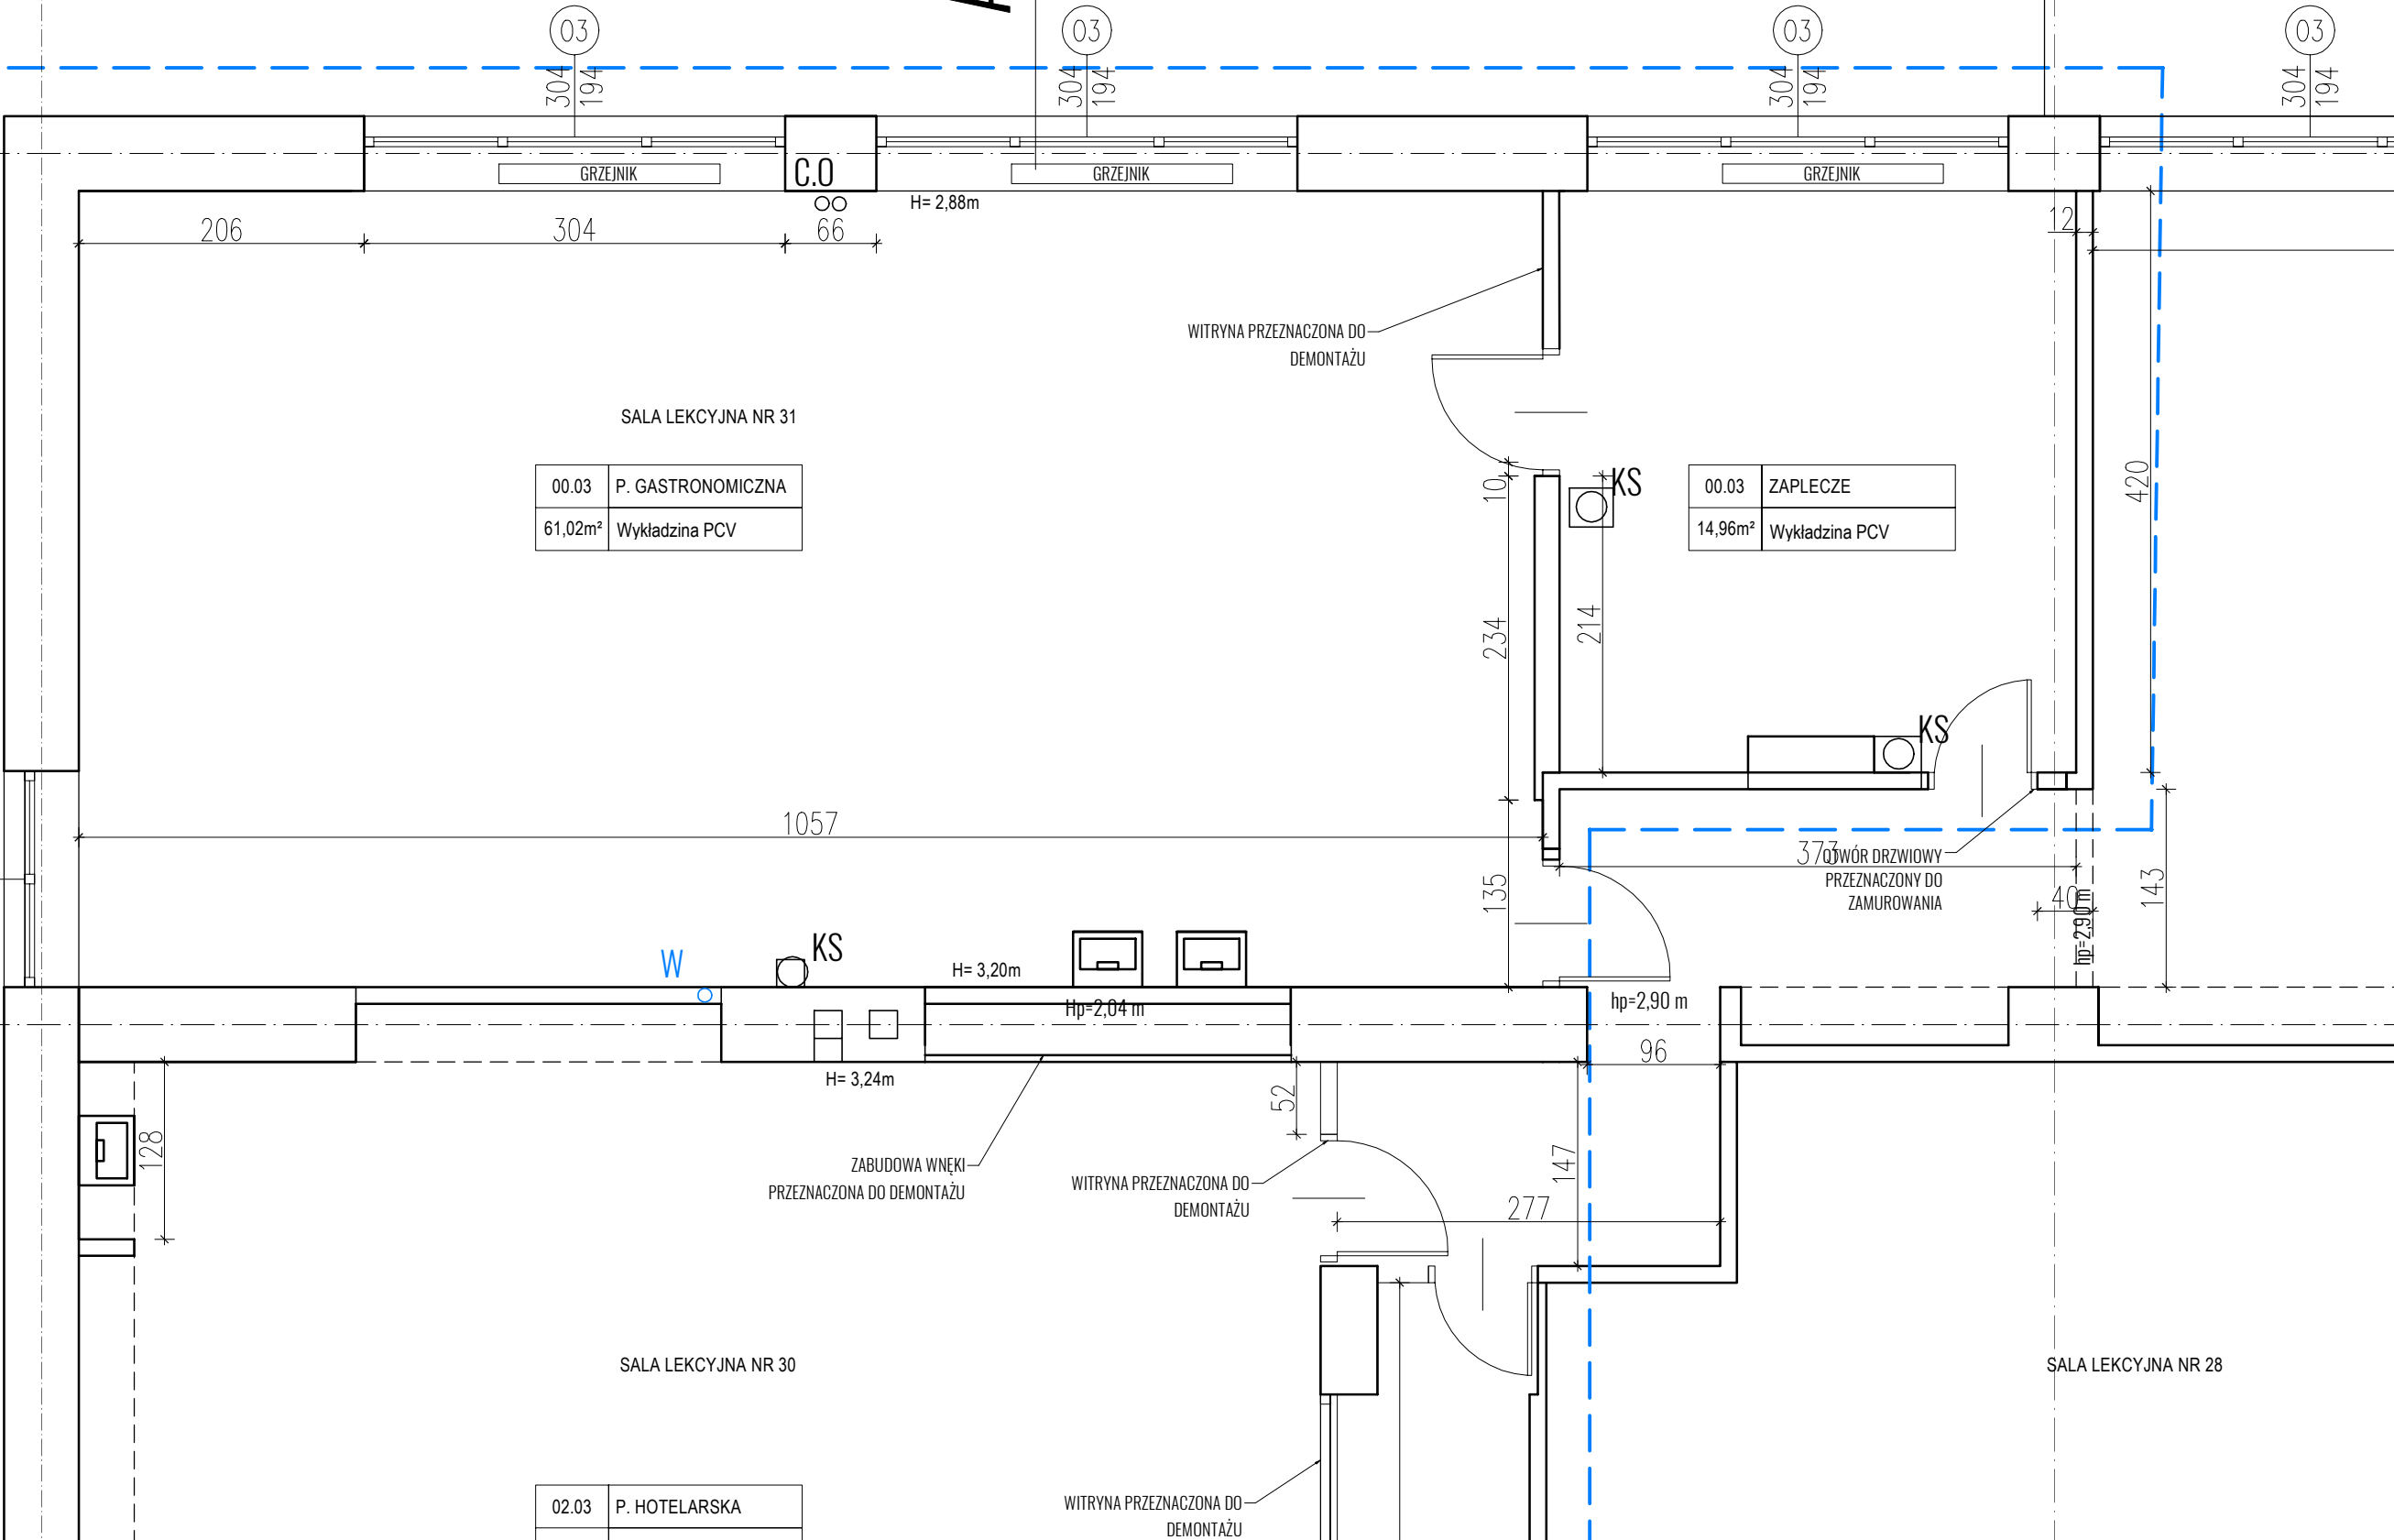 03
03
03
03
304
194
304
194
304
194
304
194
GRZEJNIK
C.O
GRZEJNIK
GRZEJNIK
H= 2,88m
206
304
66
12
WITRYNA PRZEZNACZONA DO
DEMONTAŻU
SALA LEKCYJNA NR 31
00.03 P. GASTRONOMICZNA
61,02m² Wykładzina PCV
10
KS
00.03 ZAPLECZE
14,96m² Wykładzina PCV
420
234
214
KS
1057
373
OTWÓR DRZWIOWY
PRZEZNACZONY DO
ZAMUROWANIA
135
40
143
hp=2,90 m
W
KS
H= 3,20m
Hp=2,04 m
hp=2,90 m
96
H= 3,24m
52
128
147
ZABUDOWA WNĘKI
PRZEZNACZONA DO DEMONTAŻU
WITRYNA PRZEZNACZONA DO
DEMONTAŻU
277
SALA LEKCYJNA NR 30
SALA LEKCYJNA NR 28
02.03 P. HOTELARSKA
WITRYNA PRZEZNACZONA DO
DEMONTAŻU